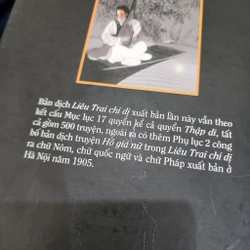 Bản dịch Liêu Trai chí dị xuất bản lần này vẫn theo
kết cấu Mục lục 17 quyển kể cả quyển Thập di, tất
cả gồm 500 truyện, ngoài ra có thêm Phụ lục 2 công
bố bản dịch truyện Hồ giá nữ trong Liêu Trai chí dị
ra chữ Nôm, chữ quốc ngữ và chữ Pháp xuất bản ở
Hà Nội năm 1905.